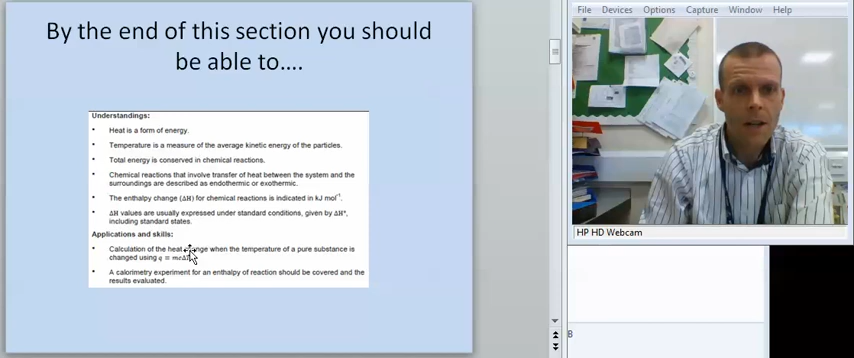 By the end of this section you should
be able to....
Understandings:
• Heat is a form of energy.
• Temperature is a measure of the average kinetic energy of the particles.
• Total energy is conserved in chemical reactions.
• Chemical reactions that involve transfer of heat between the system and the
surroundings are described as endothermic or exothermic.
• The enthalpy change (ΔH) for chemical reactions is indicated in kJ mol⁻¹.
• ΔH values are usually expressed under standard conditions, given by ΔH°,
including standard states.
Applications and skills:
• Calculation of the heat change when the temperature of a pure substance is
changed using q = mcΔT
• A calorimetry experiment for an enthalpy of reaction should be covered and the
results evaluated.
File Devices Options Capture Window Help
HP HD Webcam
B